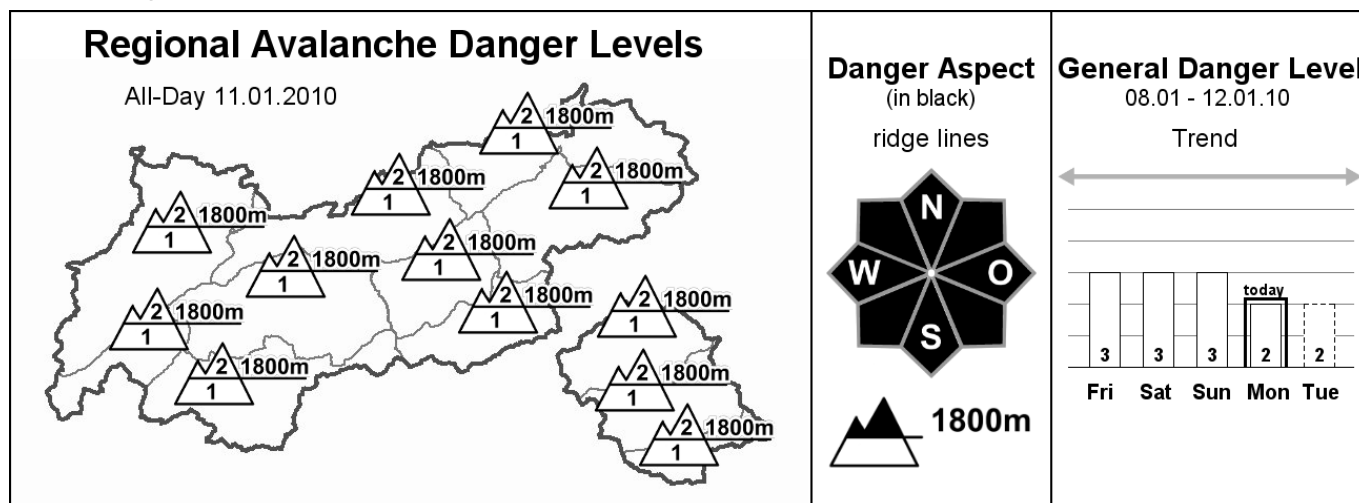 Regional Avalanche Danger Levels
All-Day 11.01.2010
2 1800m
1
2 1800m
1
2 1800m
1
2 1800m
1
2 1800m
1
2 1800m
1
2 1800m
1
2 1800m
1
2 1800m
1
2 1800m
1
2 1800m
1
2 1800m
1
2 1800m
1
Danger Aspect
(in black)
ridge lines
N
W O
S
1800m
General Danger Level
08.01 - 12.01.10
Trend
today
3 3 3 2 2
Fri Sat Sun Mon Tue